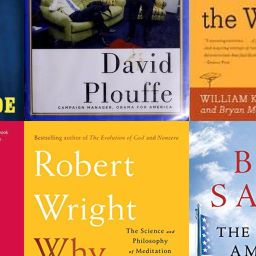 DE
David
Plouffe
CAMPAIGN MANAGER, OBAMA FOR AMERICA
the W
WILLIAM K
and Bryan M
Bestselling author of The Evolution of God and Nonzero
Robert
Wright
Why
The Science and
Philosophy
of Meditation
B
SA
THE
AM